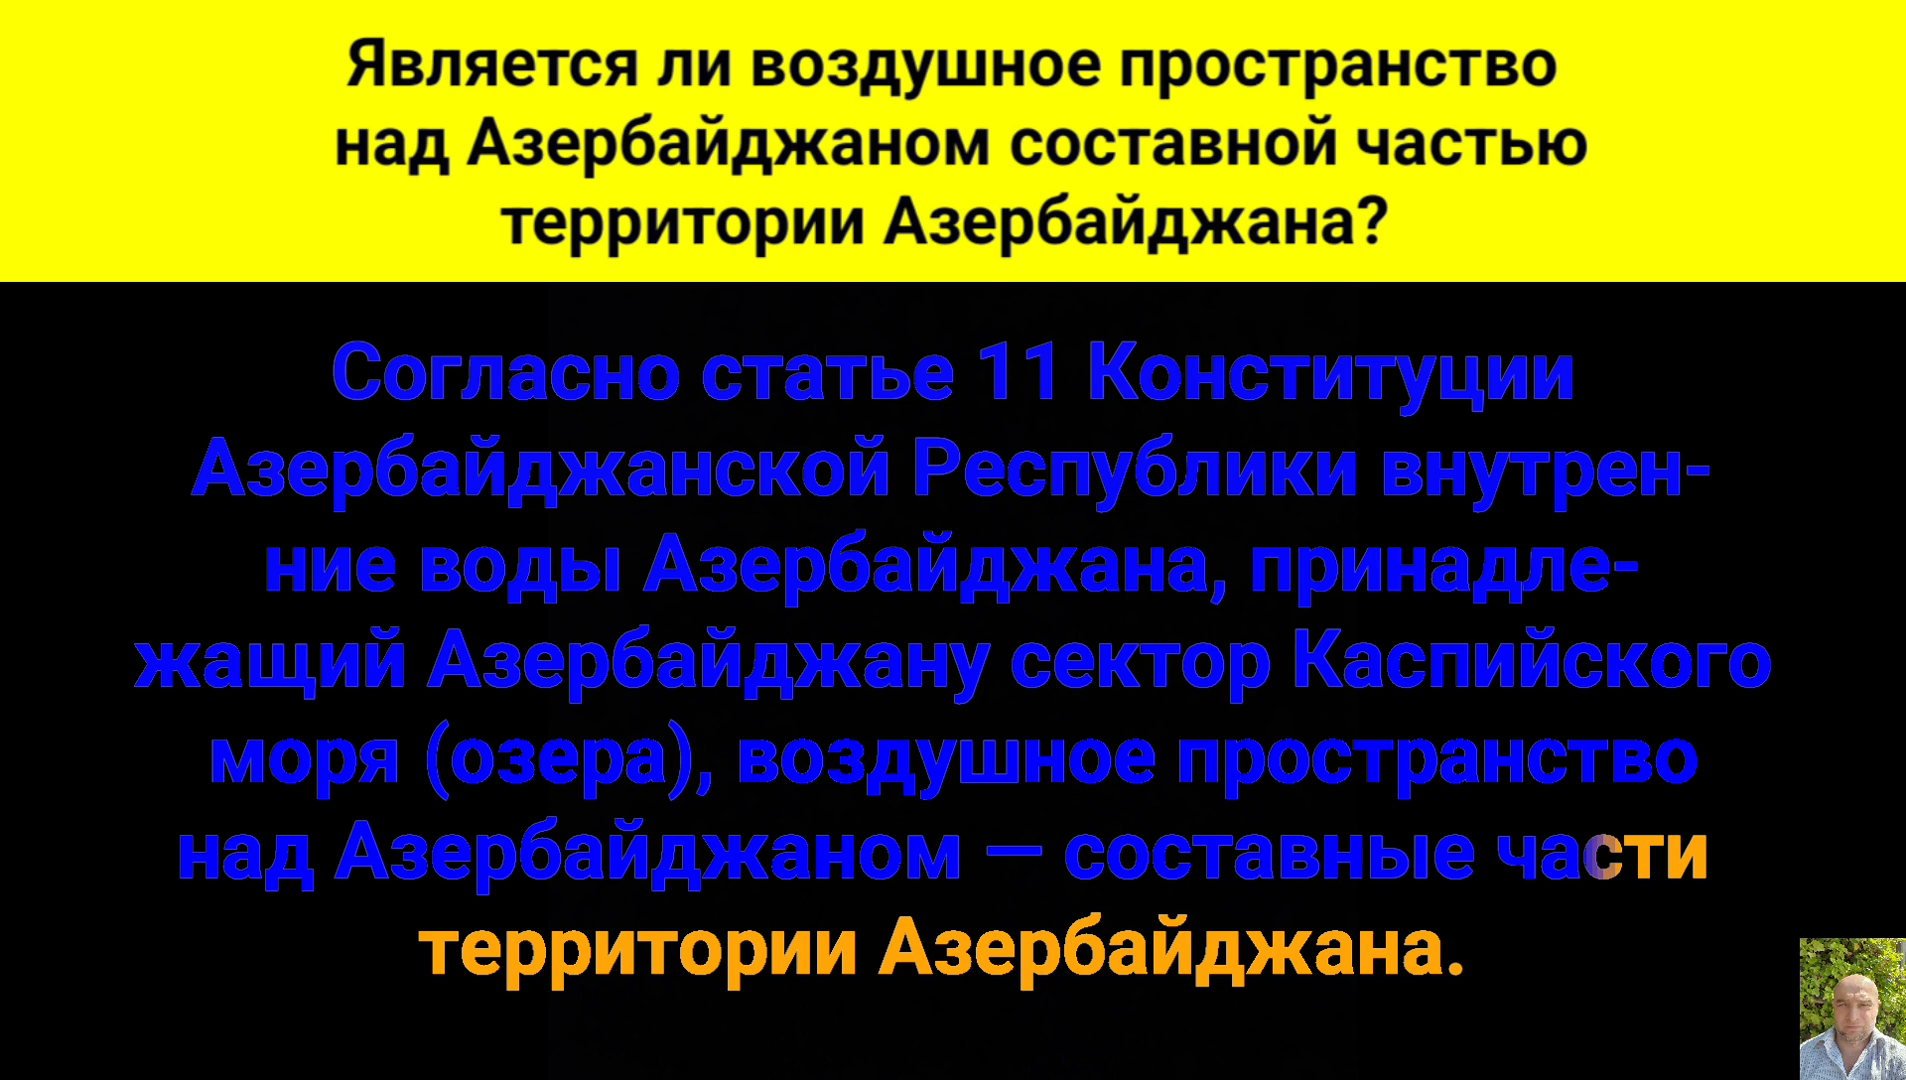 Является ли воздушное пространство
над Азербайджаном составной частью
территории Азербайджана?
Согласно статье 11 Конституции
Азербайджанской Республики внутрен-
ние воды Азербайджана, принадле-
жащий Азербайджану сектор Каспийского
моря (озера), воздушное пространство
над Азербайджаном — составные части
территории Азербайджана.